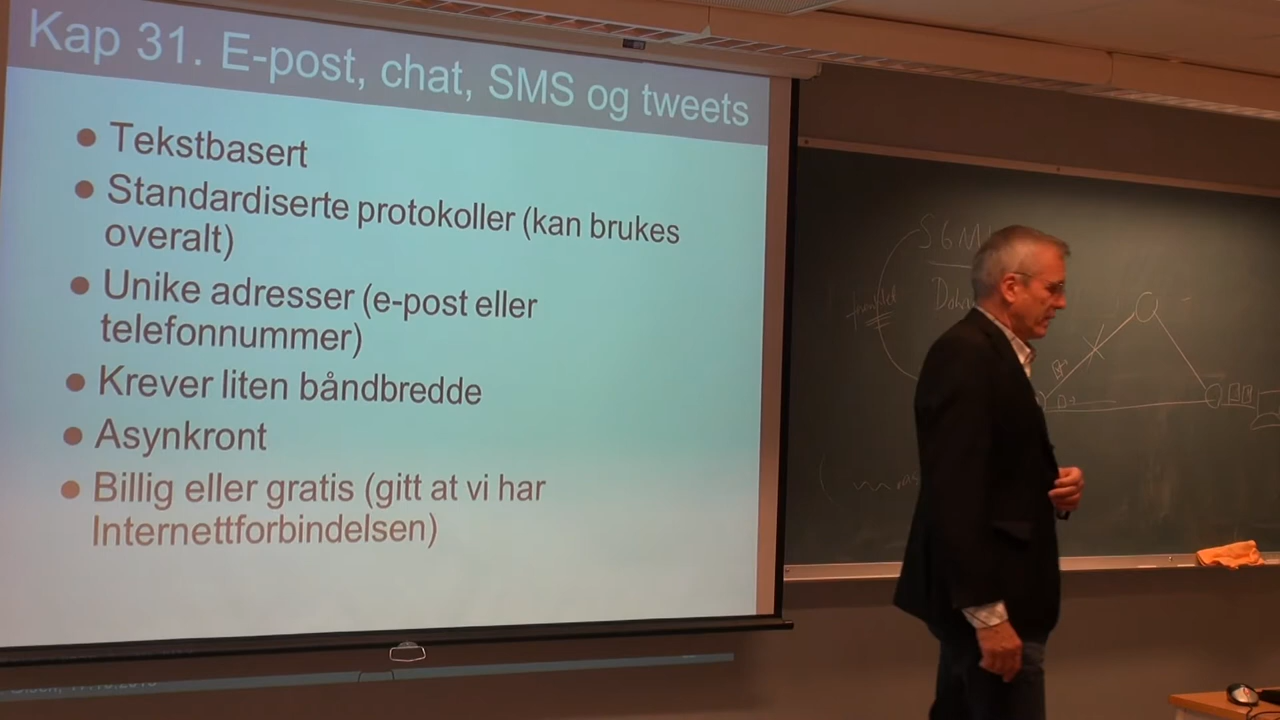 Kap 31. E-post, chat, SMS og tweets
Tekstbasert
Standardiserte protokoller (kan brukes
overalt)
Unike adresser (e-post eller
telefonnummer)
Krever liten båndbredde
Asynkront
Billig eller gratis (gitt at vi har
Internettforbindelsen)